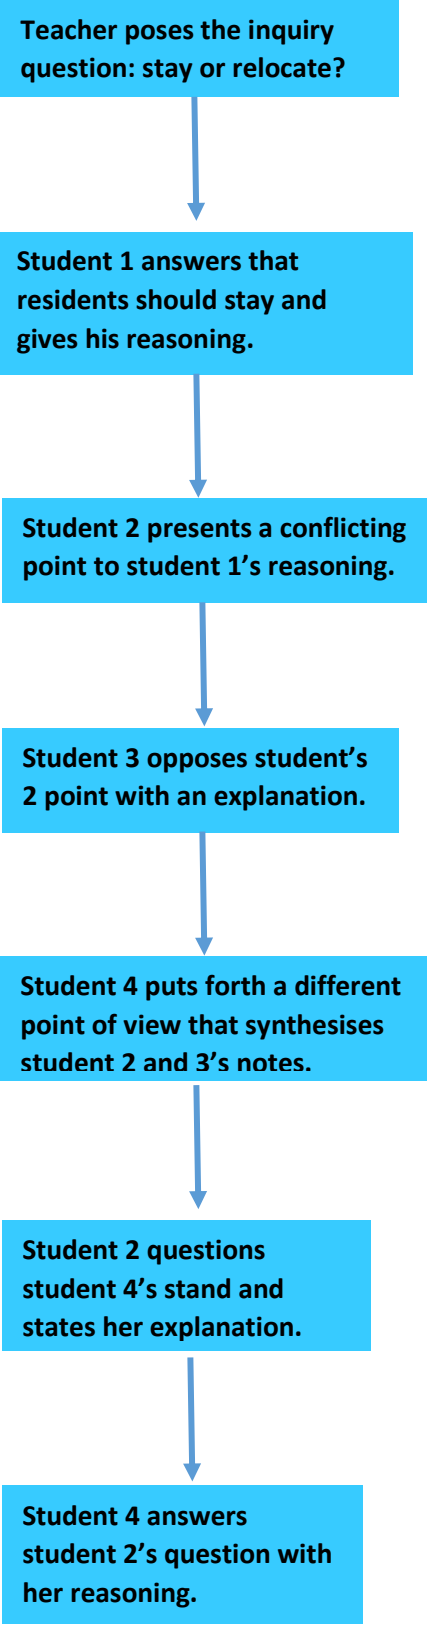 Teacher poses the inquiry
question: stay or relocate?
Student 1 answers that
residents should stay and
gives his reasoning.
Student 2 presents a conflicting
point to student 1’s reasoning.
Student 3 opposes student’s
2 point with an explanation.
Student 4 puts forth a different
point of view that synthesises
student 2 and 3’s notes.
Student 2 questions
student 4’s stand and
states her explanation.
Student 4 answers
student 2’s question with
her reasoning.